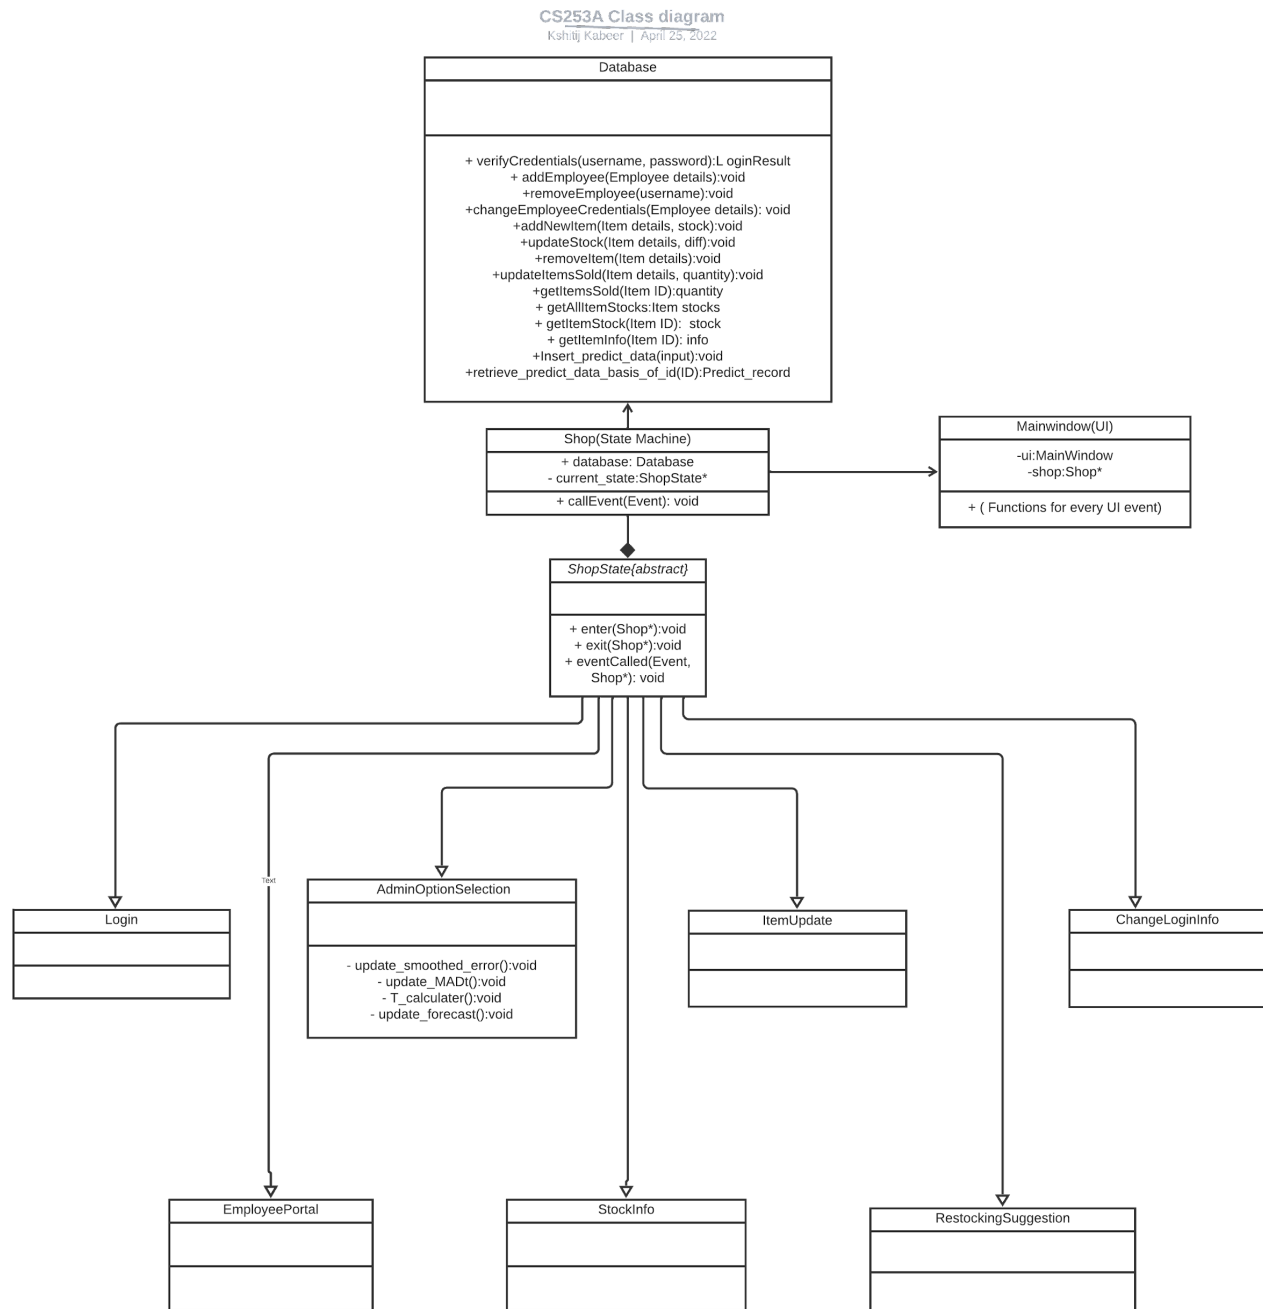 CS253A Class diagram
Kshitij Kabeer | April 25, 2022
Database
+ verifyCredentials(username, password):L oginResult
+ addEmployee(Employee details):void
+removeEmployee(username):void
+changeEmployeeCredentials(Employee details): void
+addNewItem(Item details, stock):void
+updateStock(Item details, diff):void
+removeItem(Item details):void
+updateItemsSold(Item details, quantity):void
+getItemsSold(Item ID):quantity
+ getAllItemStocks:Item stocks
+ getItemStock(Item ID):  stock
+ getItemInfo(Item ID): info
+Insert_predict_data(input):void
+retrieve_predict_data_basis_of_id(ID):Predict_record
Shop(State Machine)
+ database: Database
- current_state:ShopState*
+ callEvent(Event): void
Mainwindow(UI)
-ui:MainWindow
-shop:Shop*
+ ( Functions for every UI event)
ShopState{abstract}
+ enter(Shop*):void
+ exit(Shop*):void
+ eventCalled(Event,
Shop*): void
Text
AdminOptionSelection
- update_smoothed_error():void
- update_MADt():void
- T_calculater():void
- update_forecast():void
Login
ItemUpdate
ChangeLoginInfo
EmployeePortal
StockInfo
RestockingSuggestion